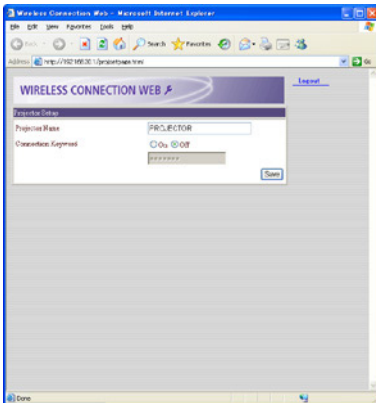 Wireless Connection Web - Microsoft Internet Explorer
File Edit View Favorites Tools Help
Back Search Favorites
Address Go
Logout
WIRELESS CONNECTION WEB
Projector Setup
Projector Name PROJECTOR
Connection Keyword On Off
*******
Save
Done